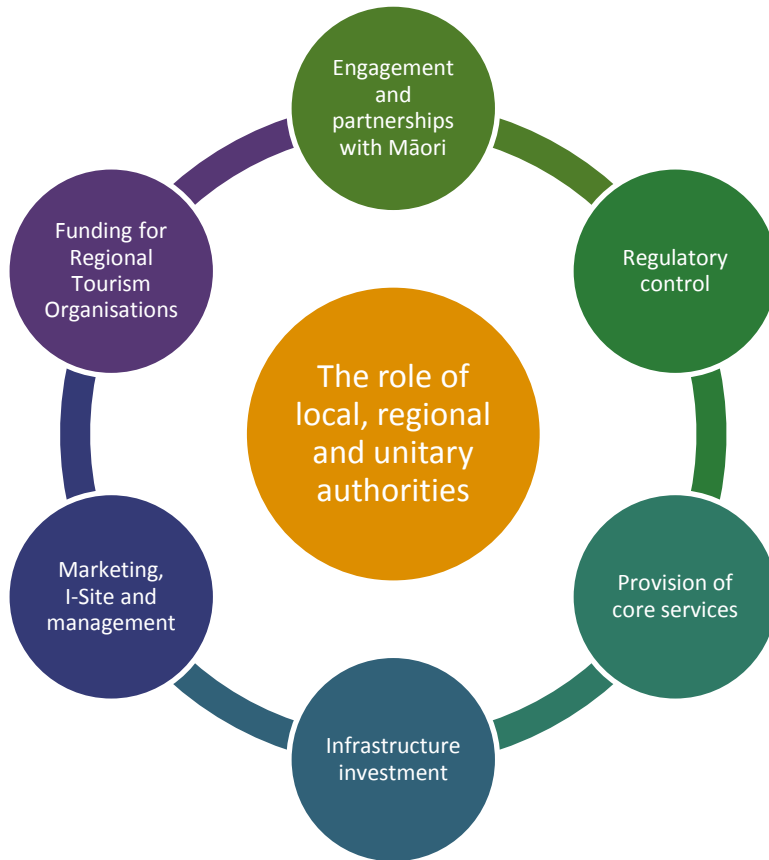 Engagement
and
partnerships
with Māori
Regulatory
control
Provision of
core services
Infrastructure
investment
Marketing,
I-Site and
management
Funding for
Regional
Tourism
Organisations
The role of
local, regional
and unitary
authorities